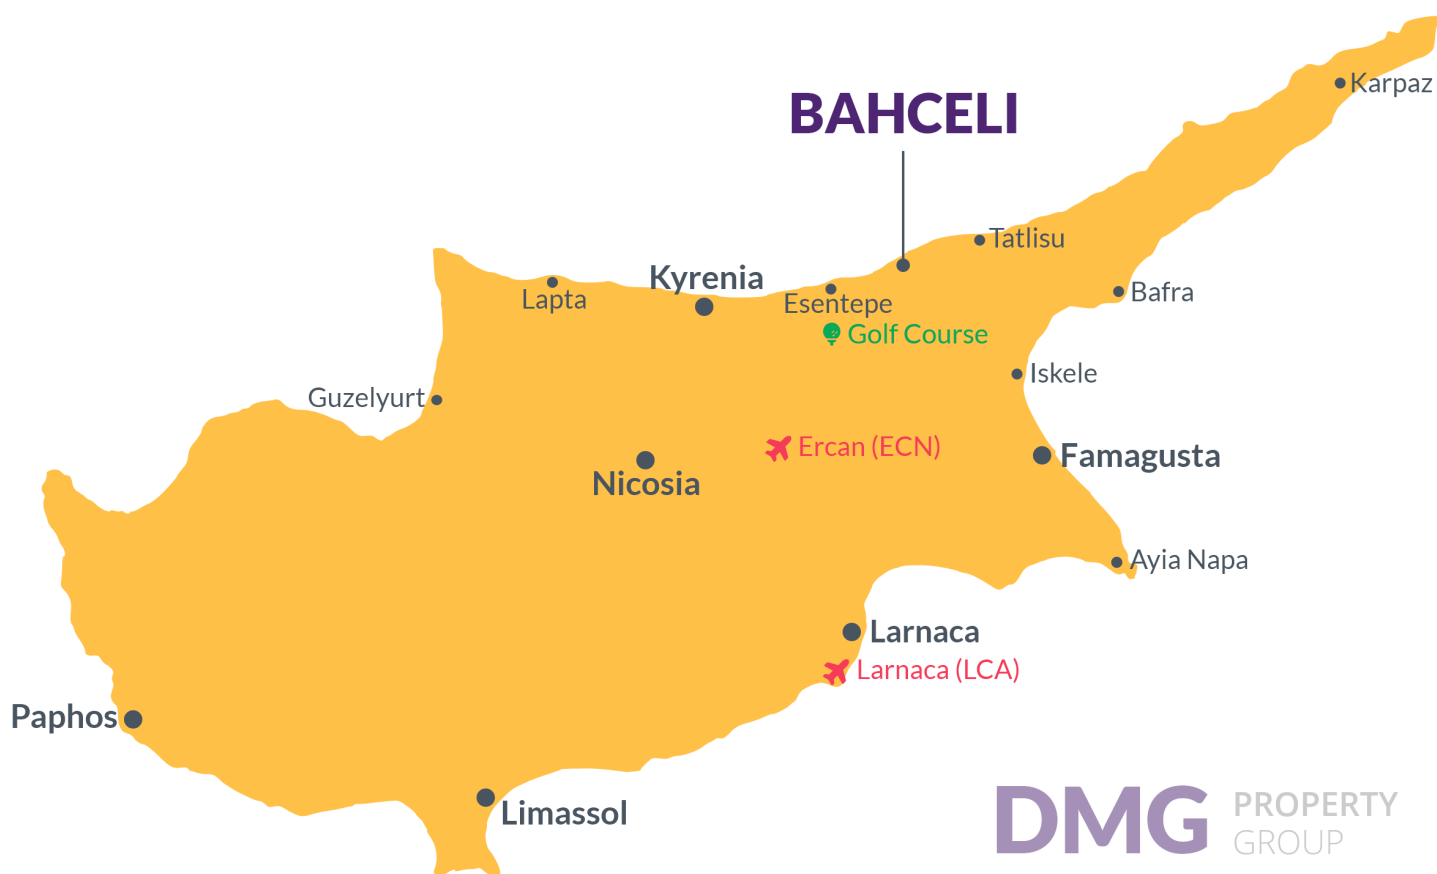 Karpaz
BAHCELI
Tatlisu
Kyrenia
Lapta
Esentepe
Bafra
Golf Course
Iskele
Guzelyurt
Ercan (ECN)
Famagusta
Nicosia
Ayia Napa
Larnaca
Larnaca (LCA)
Paphos
Limassol
DMG PROPERTY
GROUP